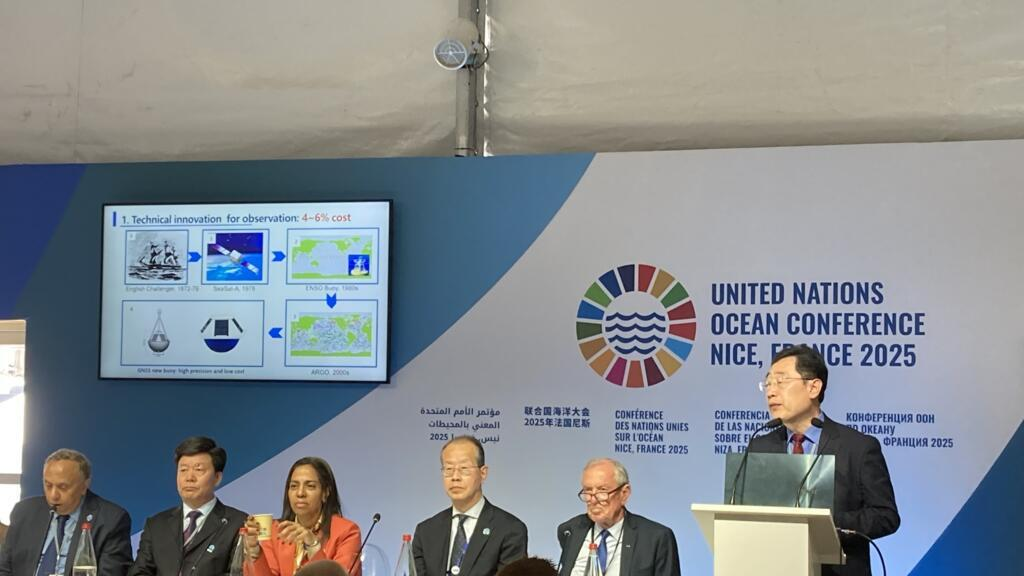 1. Technical innovation for observation: 4~6% cost
English Challenger, 1872-76
SeaSat-A, 1978
ENSO Buoy, 1980s
ARGO, 2000s
GNSS new buoy: high precision and low cost
UNITED NATIONS
OCEAN CONFERENCE
NICE, FRANCE 2025
مؤتمر الأمم المتحدة
المعني بالمحيطات
2025
联合国海洋大会
2025年法国尼斯
CONFÉRENCE
DES NATIONS UNIES
SUR L'OCÉAN
NICE, FRANCE 2025
CONFERENCIA
DE LAS
SOBRE
NIZA,
2025
КОНФЕРЕНЦИЯ ООН
ПО ОКЕАНУ
ФРАНЦИЯ 2025